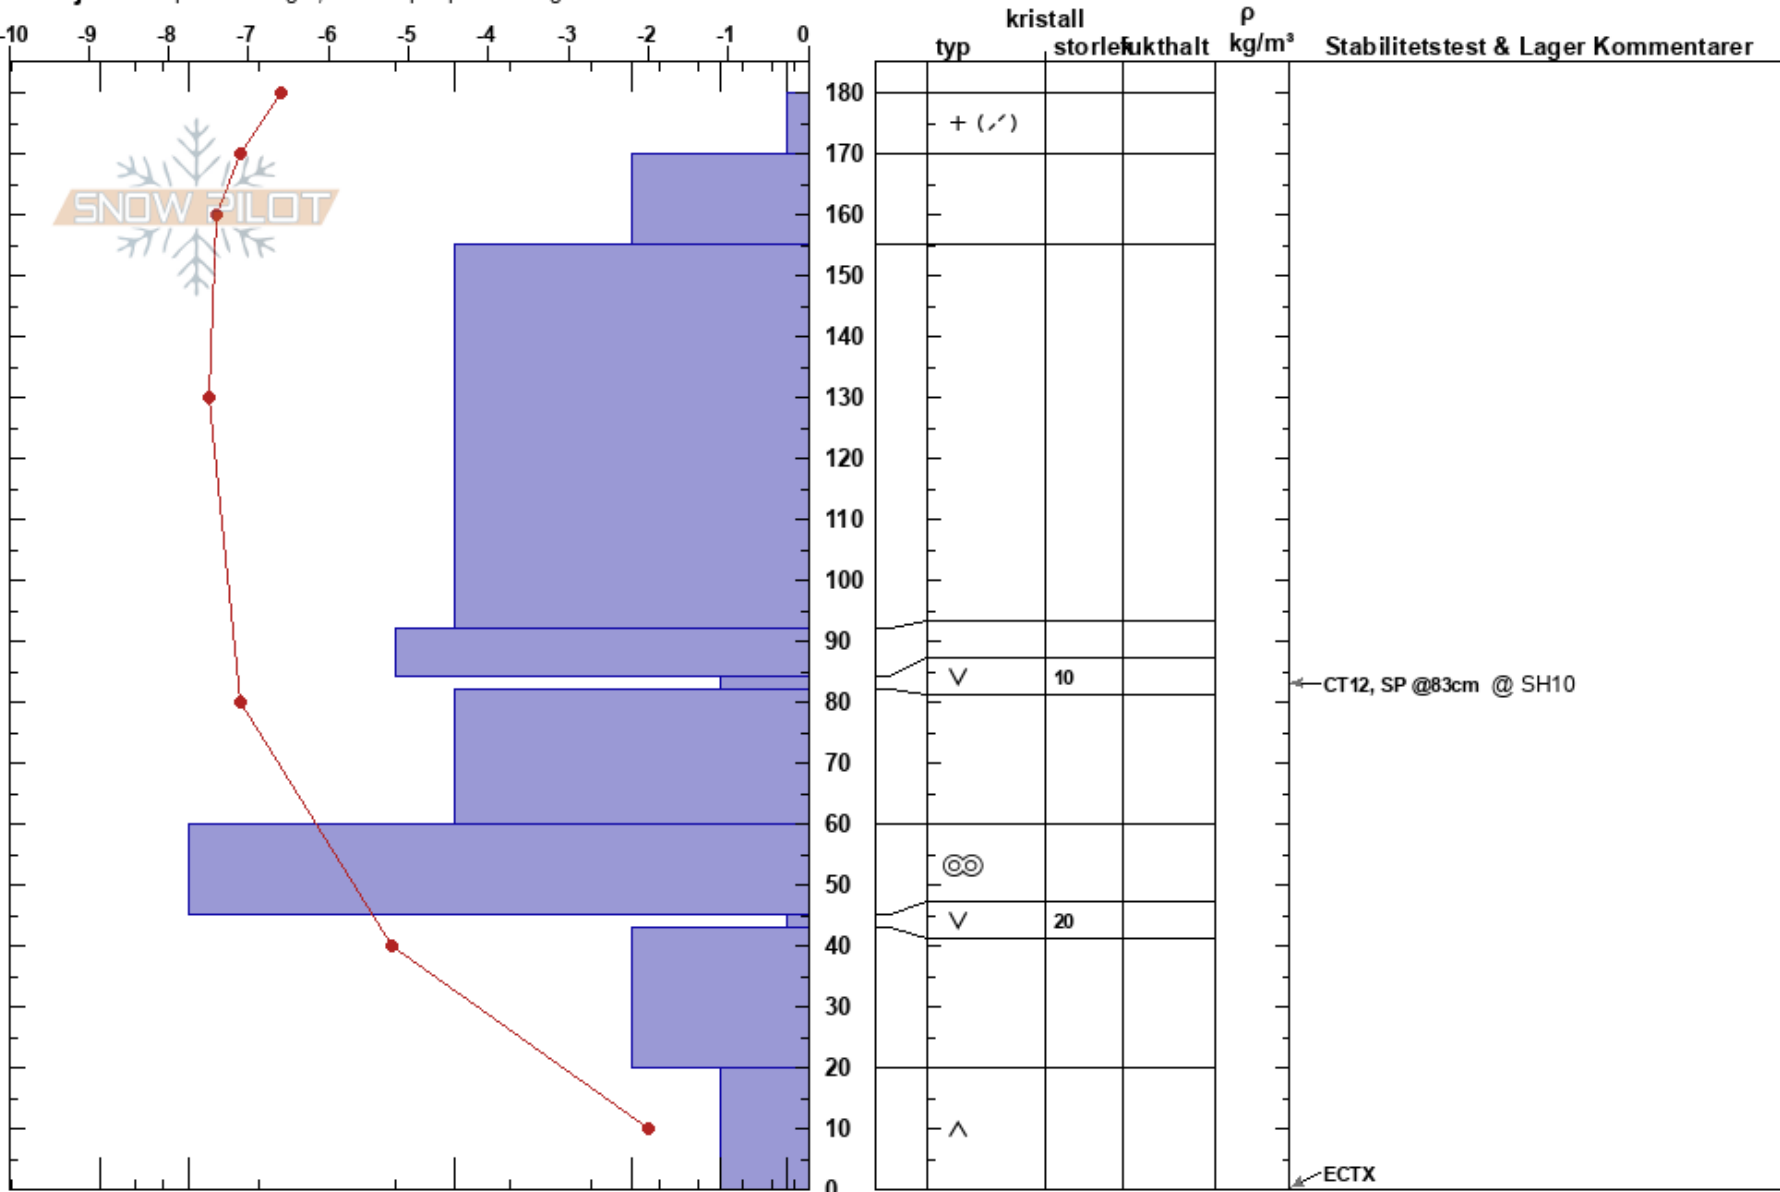 -10 -9 -8 -7 -6 -5 -4 -3 -2 -1 0
kristall
typ storlek fukthalt
ρ
kg/m³
Stabilitetstest & Lager Kommentarer
SNOW PILOT
180
+ (⟋)
170
160
150
140
130
120
110
100
90
10
CT12, SP @83cm @ SH10
80
70
60
50
20
40
30
20
10
ECTX
0